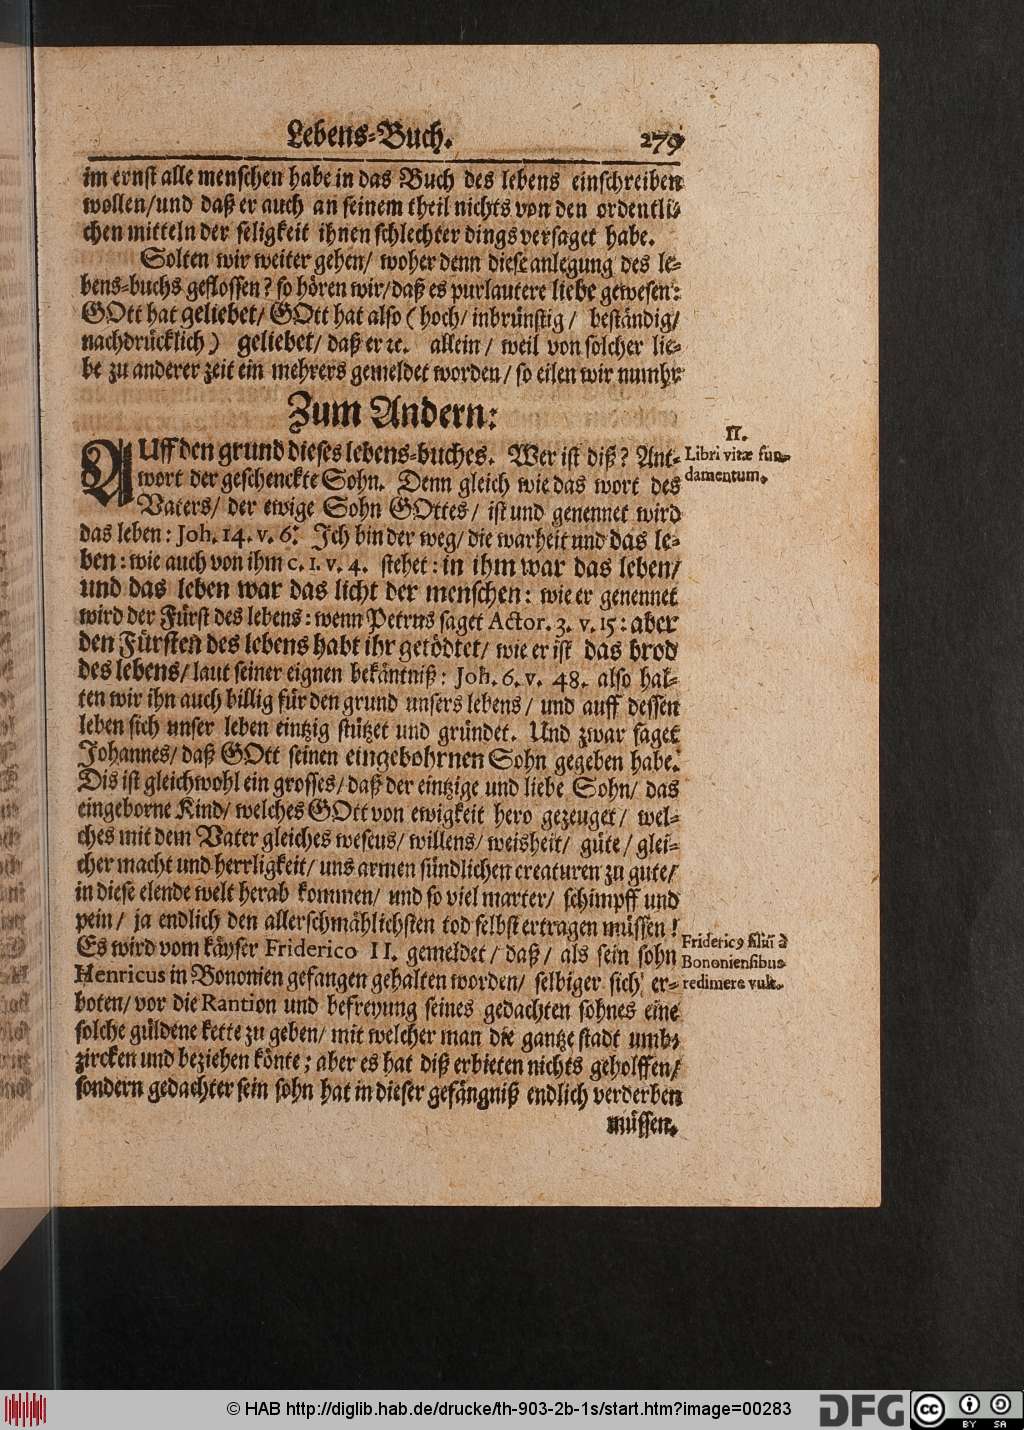 Lebens-Buch. 279
im ernst alle menschen habe in das Buch des lebens einschreiben
wollen/und daß er auch an seinem theil nichts von den ordentli-
chen mitteln der seligkeit ihnen schlechter dings versaget habe.
Solten wir weiter gehen/ woher denn diese anlegung des le-
bens-buchs geflossen? so hören wir/daß es pur lautere liebe gewesen:
GOtt hat geliebet/ GOtt hat also (hoch/ inbrünstig/ beständig/
nachdrücklich) geliebet/ daß er ꝛc. allein/ weil von solcher lie-
be zu anderer zeit ein mehrers gemeldet worden/ so eilen wir numhr
Zum Andern:
II.
AUff den grund dieses lebens-buches. Wer ist diß? Ant-
Libri vitæ fun-
wort der geschenckte Sohn. Denn gleich wie das wort des
damentum.
Vaters/ der ewige Sohn GOttes/ ist und genennet wird
das leben: Joh. 14. v. 6: Ich bin der weg/ die warheit und das le-
ben: wie auch von ihm c. 1. v. 4. stehet: in ihm war das leben/
und das leben war das licht der menschen: wie er genennet
wird der Fürst des lebens: wenn Petrus saget Actor. 3. v. 15: aber
den Fürsten des lebens habt ihr getödtet/ wie er ist das brod
des lebens/ laut seiner eignen bekäntniß: Joh. 6. v. 48. also hal-
ten wir ihn auch billig für den grund unsers lebens/ und auff dessen
leben sich unser leben eintzig stützet und gründet. Und zwar saget
Johannes/ daß GOtt seinen eingebohrnen Sohn gegeben habe.
Dis ist gleichwohl ein grosses/ daß der eintzige und liebe Sohn/ das
eingeborne Kind/ welches GOtt von ewigkeit hero gezeuget/ wel-
ches mit dem Vater gleiches wesens/ willens/ weisheit/ güte/ glei-
cher macht und herrligkeit/ uns armen sündlichen creaturen zu gute/
in diese elende welt herab kommen/ und so viel marter/ schimpff und
pein/ ja endlich den allerschmählichsten tod selbst ertragen müssen!
Es wird vom käyser Friderico II. gemeldet/ daß/ als sein sohn
Fridericꝰ filiũ à
Henricus in Bononien gefangen gehalten worden/ selbiger sich er-
Bononiensibus
redimere vult.
boten/ vor die Rantion und befreyung seines gedachten sohnes eine
solche güldene kette zu geben/ mit welcher man die gantze stadt umb-
zircken und beziehen könte; aber es hat diß erbieten nichts geholffen/
sondern gedachter sein sohn hat in dieser gefängniß endlich verderben
müssen.
© HAB http://diglib.hab.de/drucke/th-903-2b-1s/start.htm?image=00283
DFG
cc BY SA